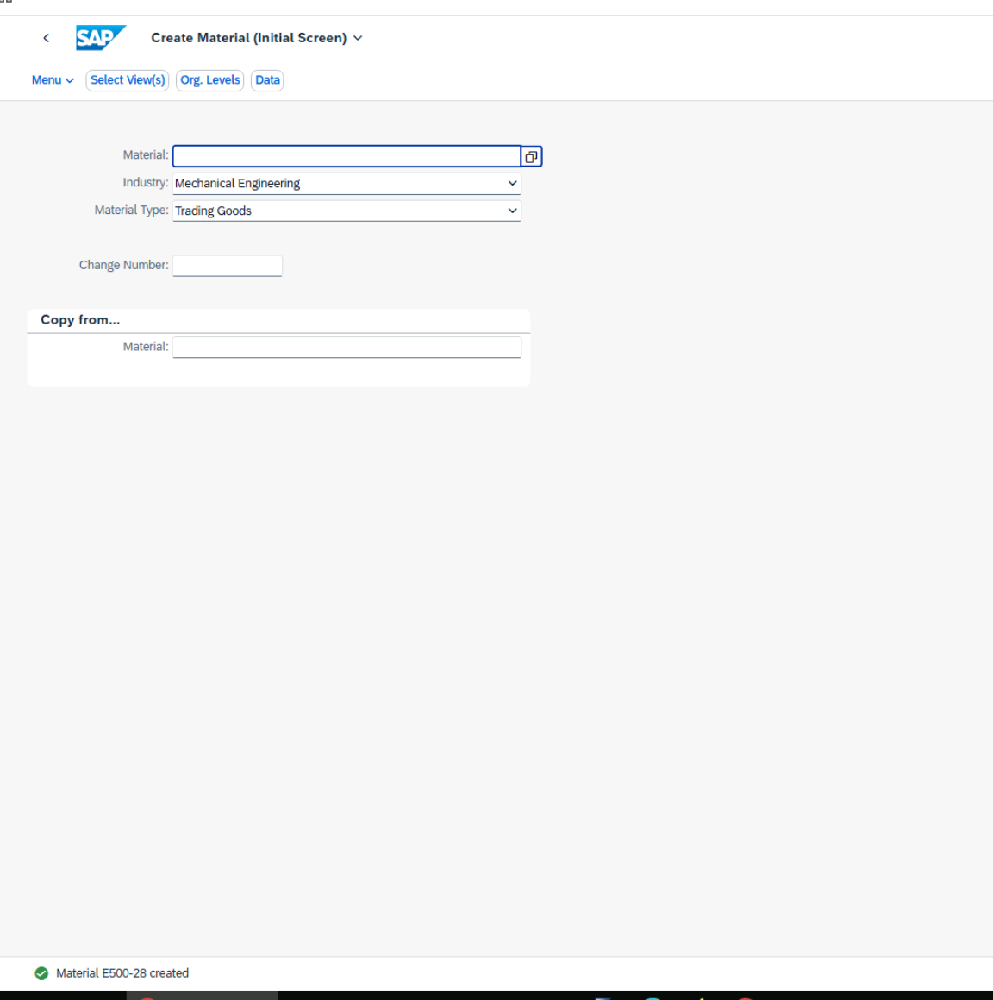 SAP Create Material (Initial Screen)
Menu Select View(s) Org. Levels Data
Material:
Industry: Mechanical Engineering
Material Type: Trading Goods
Change Number:
Copy from...
Material:
Material E500-28 created